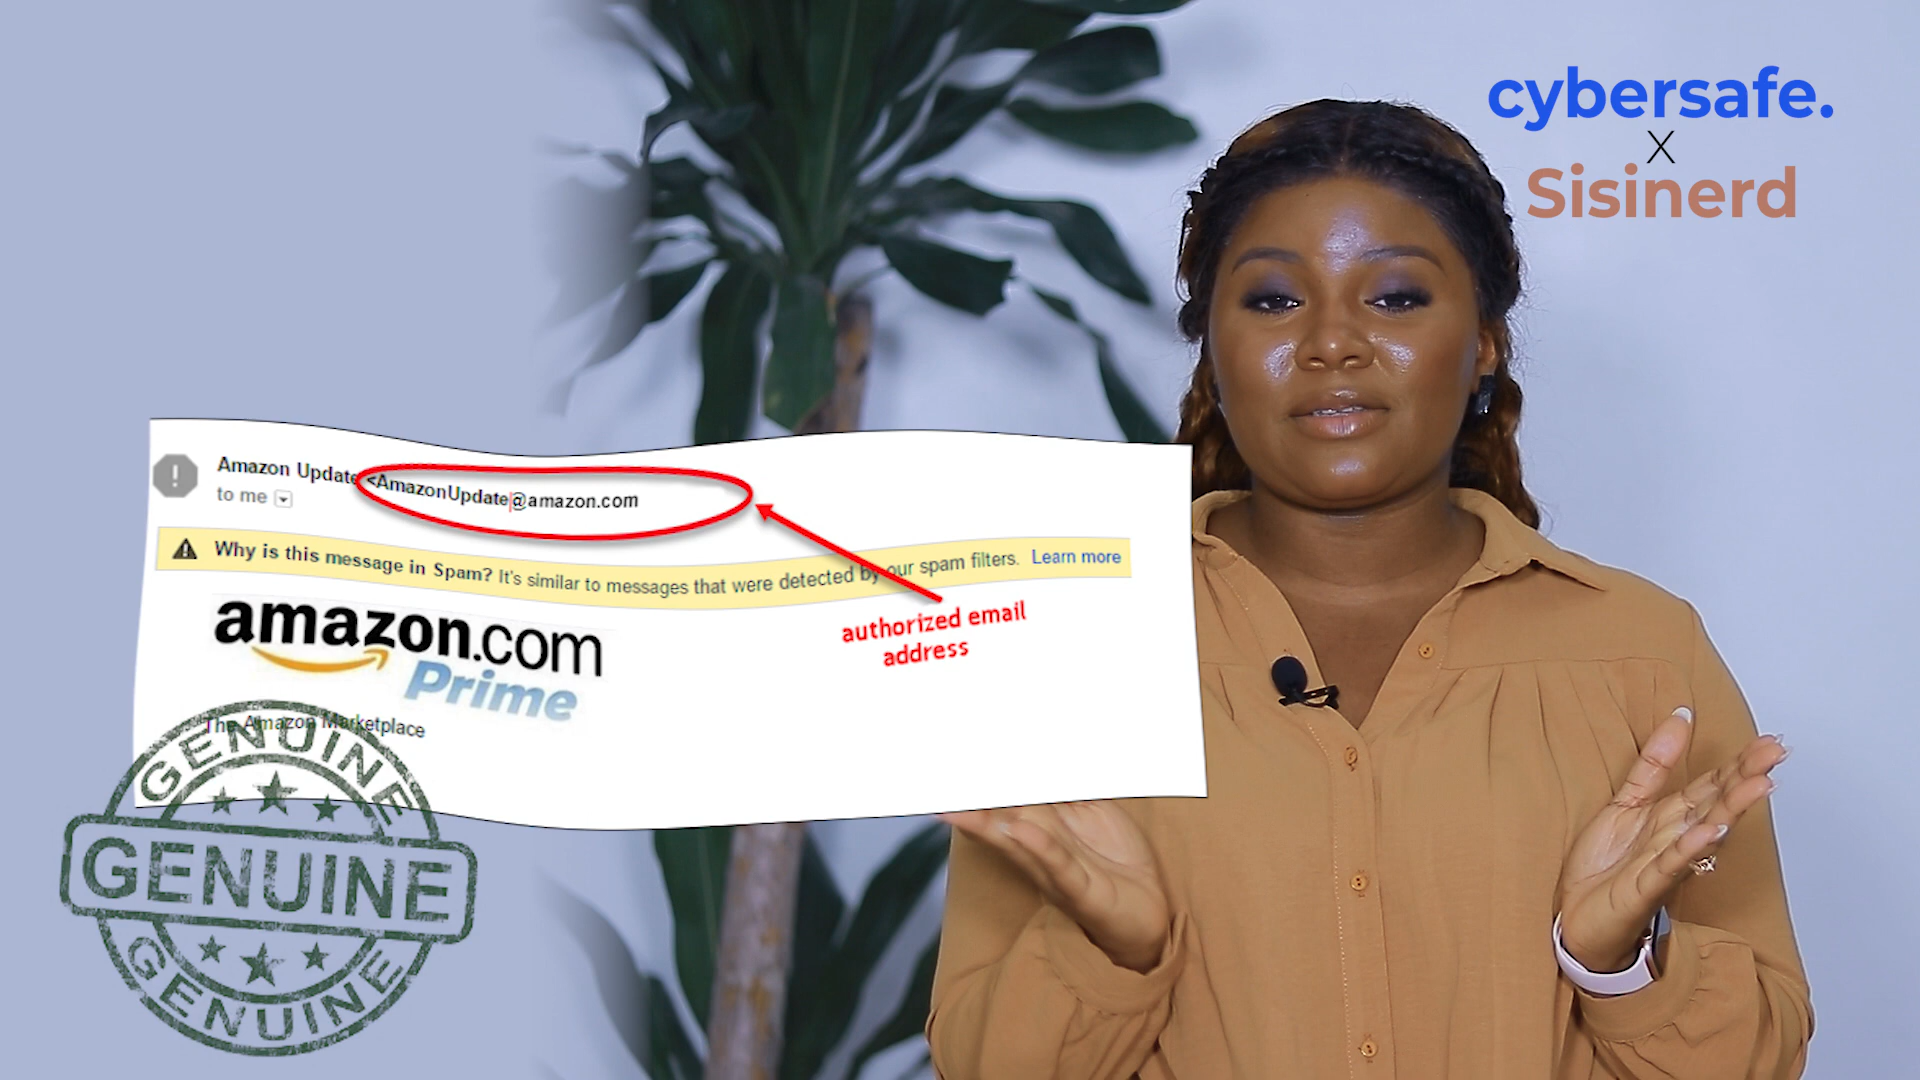 cybersafe.
X
Sisinerd
Amazon Update <AmazonUpdate@amazon.com
to me
Why is this message in Spam? It's similar to messages that were detected by our spam filters. Learn more
authorized email
address
amazon.com
Prime
The Amazon Marketplace
GENUINE
GENUINE
GENUINE